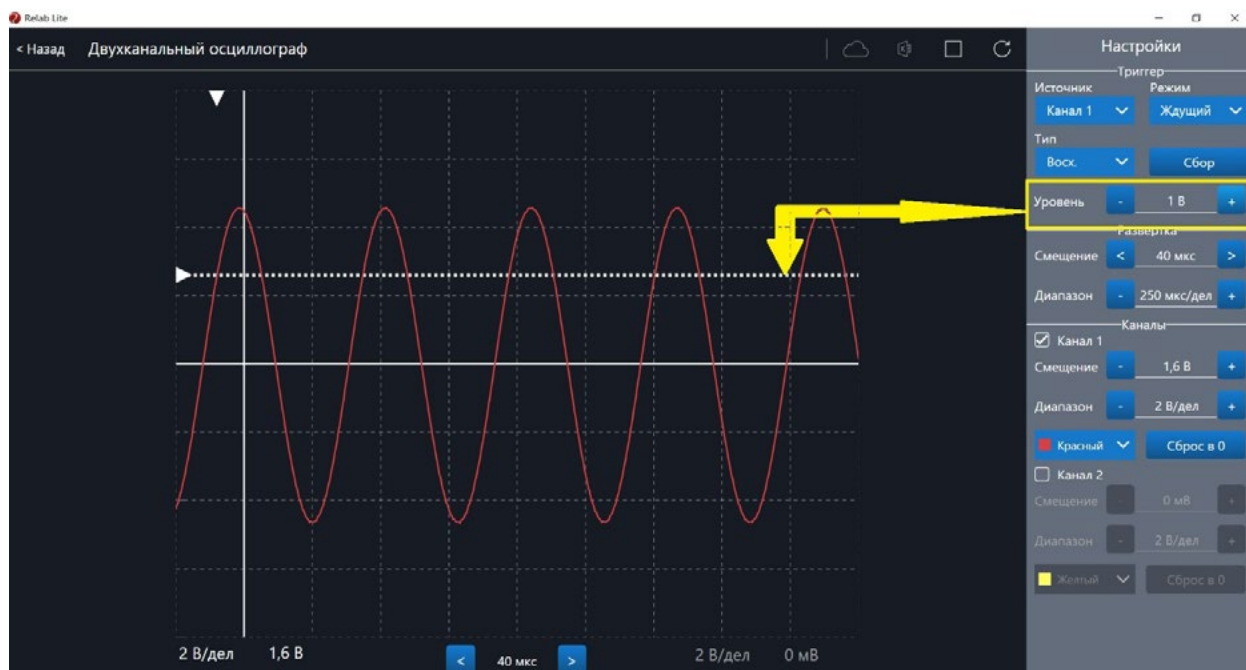 Relab Lite
< Назад Двухканальный осциллограф
Настройки
Триггер
Источник Режим
Канал 1 Ждущий
Тип
Восх. Сбор
Уровень - 1 В +
Развертка
Смещение < 40 мкс >
Диапазон - 250 мкс/дел +
Каналы
Канал 1
Смещение - 1,6 В +
Диапазон - 2 В/дел +
Красный Сброс в 0
Канал 2
Смещение - 0 мВ +
Диапазон - 2 В/дел +
Желтый Сброс в 0
2 В/дел 1,6 В < 40 мкс > 2 В/дел 0 мВ